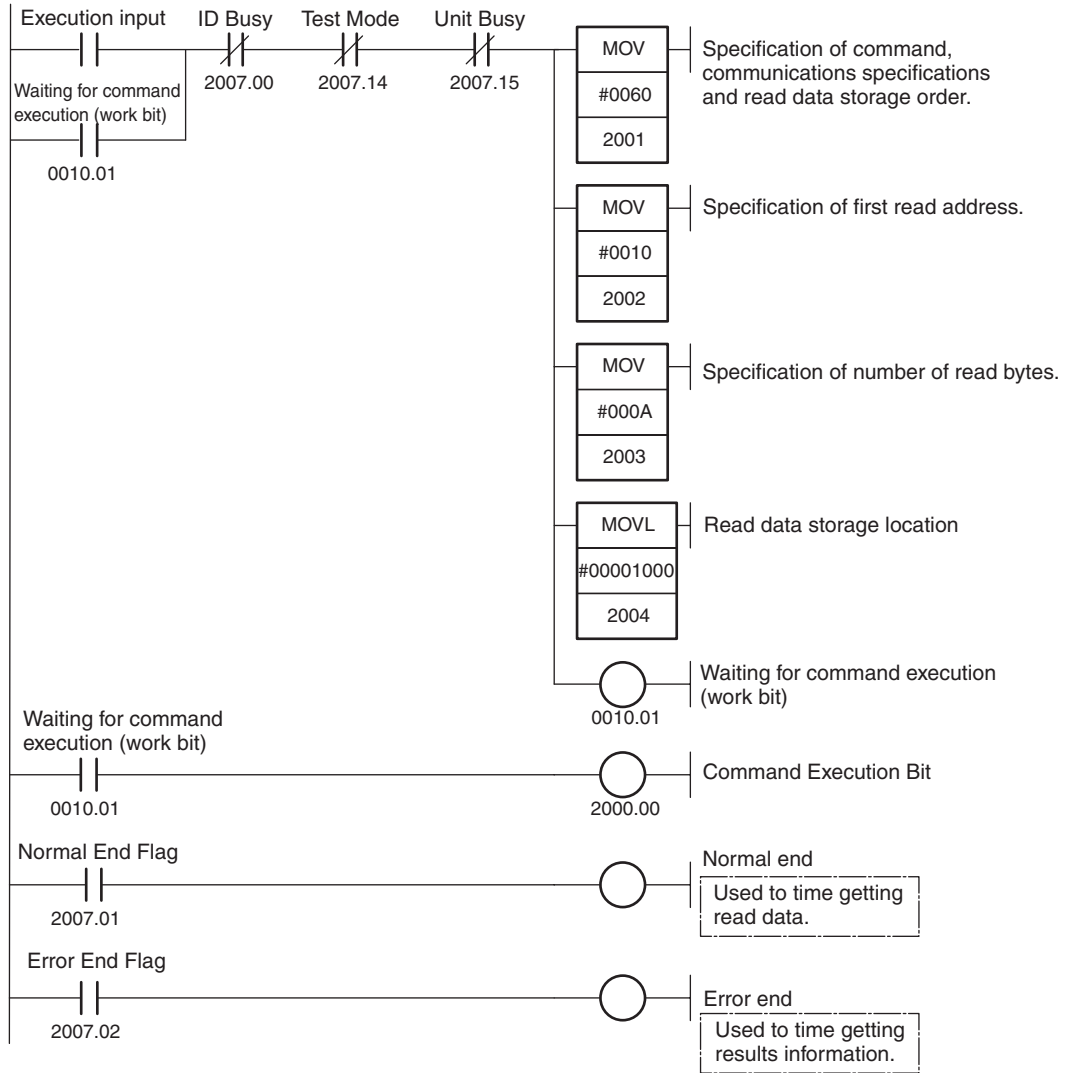 Execution input
ID Busy
Test Mode
Unit Busy
2007.00
2007.14
2007.15
Waiting for command
execution (work bit)
0010.01
MOV
#0060
2001
Specification of command,
communications specifications
and read data storage order.
MOV
#0010
2002
Specification of first read address.
MOV
#000A
2003
Specification of number of read bytes.
MOVL
#00001000
2004
Read data storage location
Waiting for command execution
(work bit)
0010.01
Waiting for command
execution (work bit)
0010.01
2000.00
Command Execution Bit
Normal End Flag
2007.01
Normal end
Used to time getting
read data.
Error End Flag
2007.02
Error end
Used to time getting
results information.